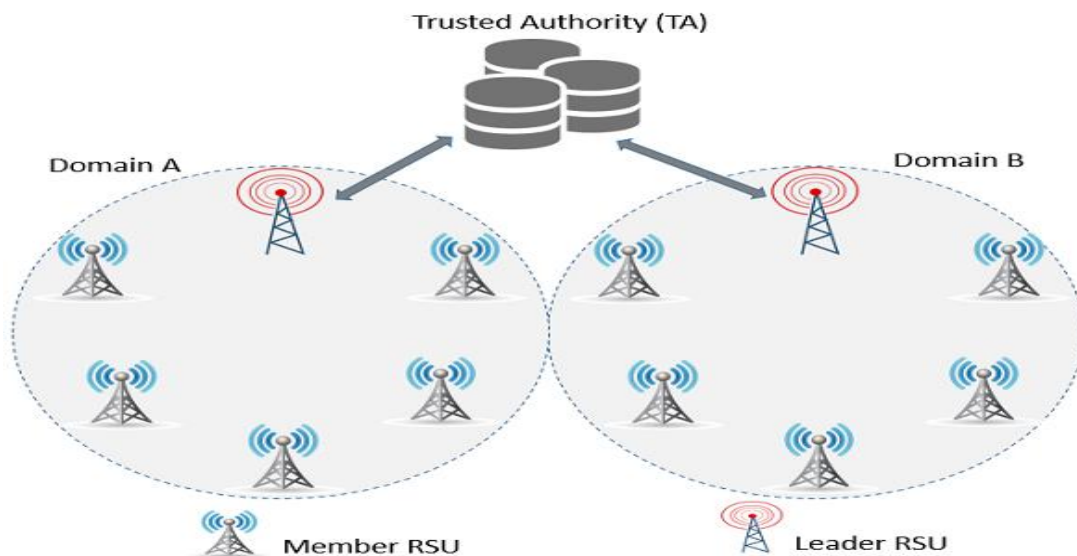 Trusted Authority (TA)
Domain A
Domain B
Member RSU
Leader RSU